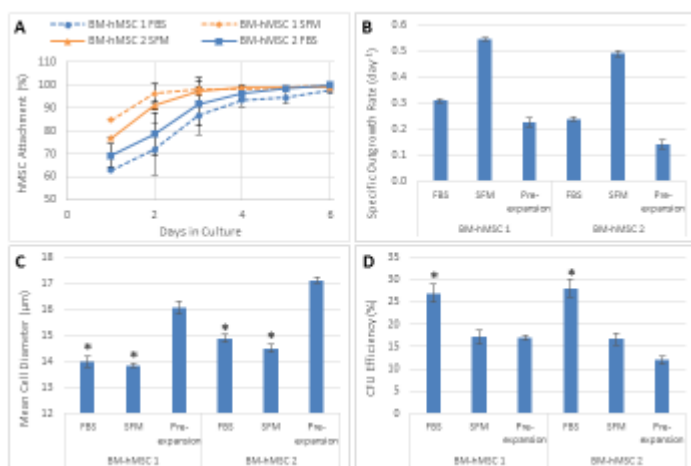 A
BM-hMSC 1 FBS
BM-hMSC 1 SFM
BM-hMSC 2 SFM
BM-hMSC 2 FBS
hMSC Attachment (%)
110
100
90
80
70
60
50
0
2
4
6
Days in Culture
B
Specific Outgrowth Rate (day⁻¹)
0.6
0.5
0.4
0.3
0.2
0.1
0.0
FBS
SFM
Pre-
expansion
FBS
SFM
Pre-
expansion
BM-hMSC 1
BM-hMSC 2
C
Mean Cell Diameter (µm)
18
17
16
15
14
13
12
*
*
*
*
FBS
SFM
Pre-
expansion
FBS
SFM
Pre-
expansion
BM-hMSC 1
BM-hMSC 2
D
CFU Efficiency (%)
35
30
25
20
15
10
5
0
*
*
FBS
SFM
Pre-
expansion
FBS
SFM
Pre-
expansion
BM-hMSC 1
BM-hMSC 2